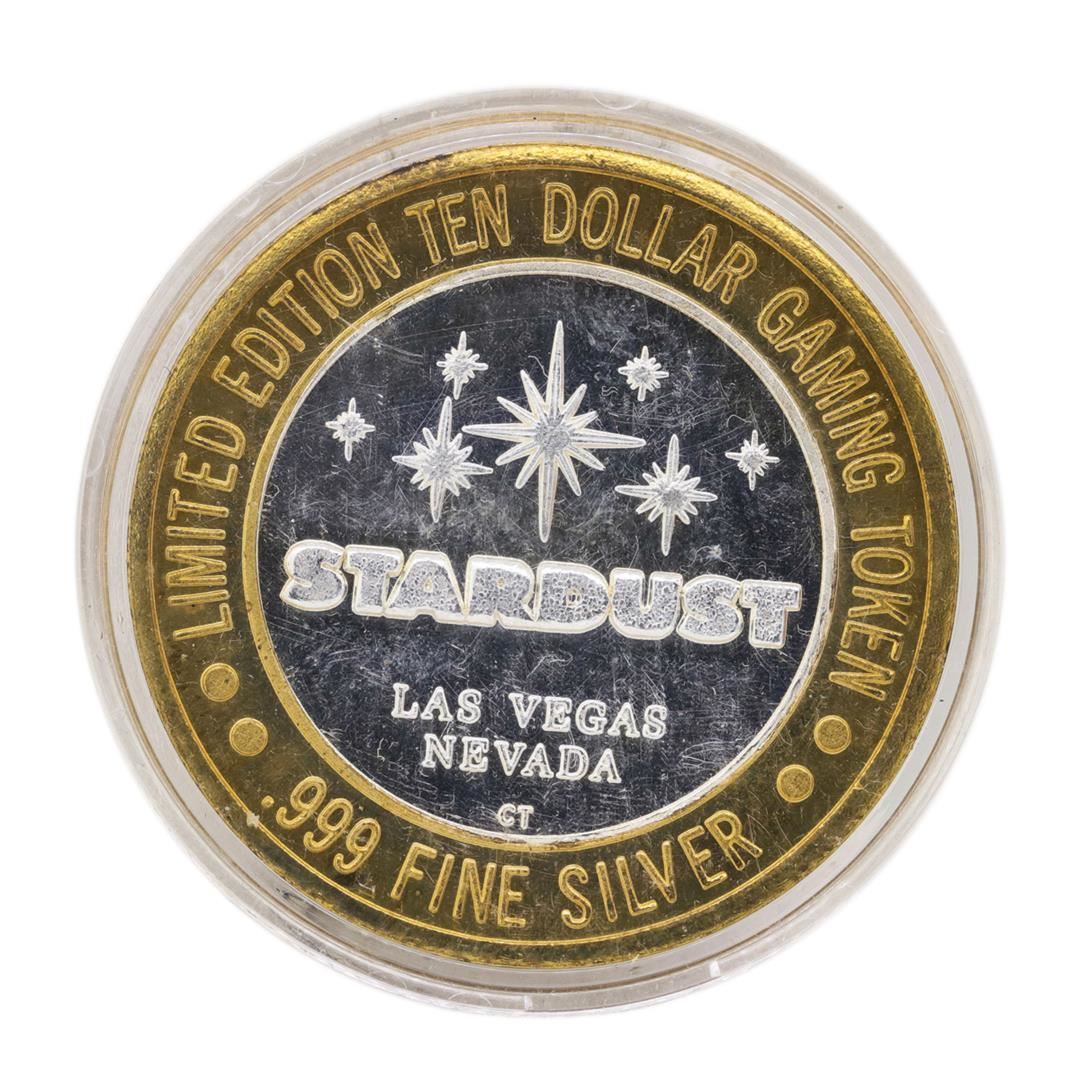 LIMITED EDITION TEN DOLLAR GAMING TOKEN
STARDUST
LAS VEGAS
NEVADA
CT
.999 FINE SILVER